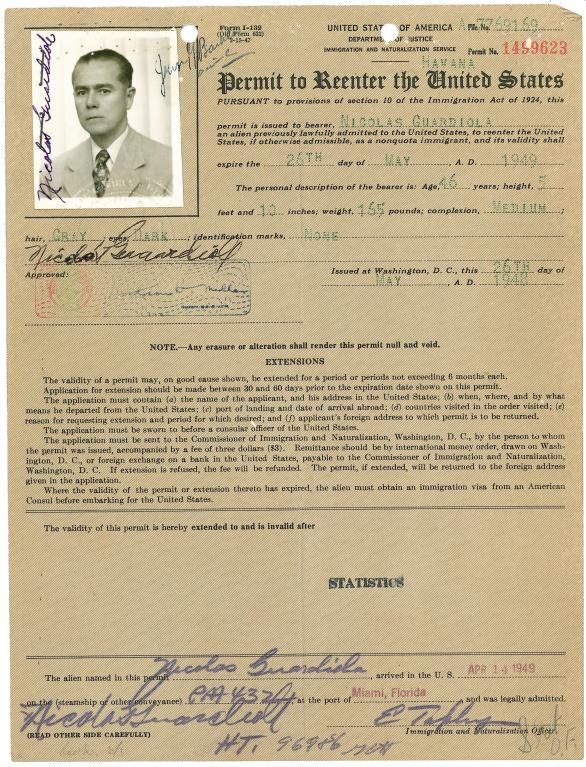 Form I-132
(Old Form 622)
9-15-47
UNITED STATES OF AMERICA
DEPARTMENT OF JUSTICE
IMMIGRATION AND NATURALIZATION SERVICE
File No. A-7769169
Permit No. 1499623
HAVANA
Permit to Reenter the United States
PURSUANT to provisions of section 10 of the Immigration Act of 1924, this
permit is issued to bearer, NICOLAS GUARDIOLA
an alien previously lawfully admitted to the United States, to reenter the United
States, if otherwise admissible, as a nonquota immigrant, and its validity shall
expire the 26TH day of MAY, A. D. 1949
The personal description of the bearer is: Age, 46 years; height, 5
feet and 10 inches; weight, 165 pounds; complexion, MEDIUM;
hair, GRAY; eyes, DARK; identification marks, NONE
Nicolas Guardiola
Nicolas Guardiola
Approved:
Issued at Washington, D. C., this 26TH day of
MAY, A. D. 1948
NOTE.—Any erasure or alteration shall render this permit null and void.
EXTENSIONS
The validity of a permit may, on good cause shown, be extended for a period or periods not exceeding 6 months each.
Application for extension should be made between 30 and 60 days prior to the expiration date shown on this permit.
The application must contain (a) the name of the applicant, and his address in the United States; (b) when, where, and by what
means he departed from the United States; (c) port of landing and date of arrival abroad; (d) countries visited in the order visited; (e)
reason for requesting extension and period for which desired; and (f) applicant's foreign address to which permit is to be returned.
The application must be sworn to before a consular officer of the United States.
The application must be sent to the Commissioner of Immigration and Naturalization, Washington, D. C., by the person to whom
the permit was issued, accompanied by a fee of three dollars ($3). Remittance should be by international money order, drawn on Wash-
ington, D. C., or foreign exchange on a bank in the United States, payable to the Commissioner of Immigration and Naturalization,
Washington, D. C. If extension is refused, the fee will be refunded. The permit, if extended, will be returned to the foreign address
given in the application.
Where the validity of the permit or extension thereto has expired, the alien must obtain an immigration visa from an American
Consul before embarking for the United States.
The validity of this permit is hereby extended to and is invalid after
STATISTICS
The alien named in this permit Nicolas Guardiola, arrived in the U. S. APR 14 1949
on the (steamship or other conveyance) PAA 432 at the port of Miami, Florida and was legally admitted.
Nicolas Guardiola
(READ OTHER SIDE CAREFULLY)
Immigration and Naturalization Officer.